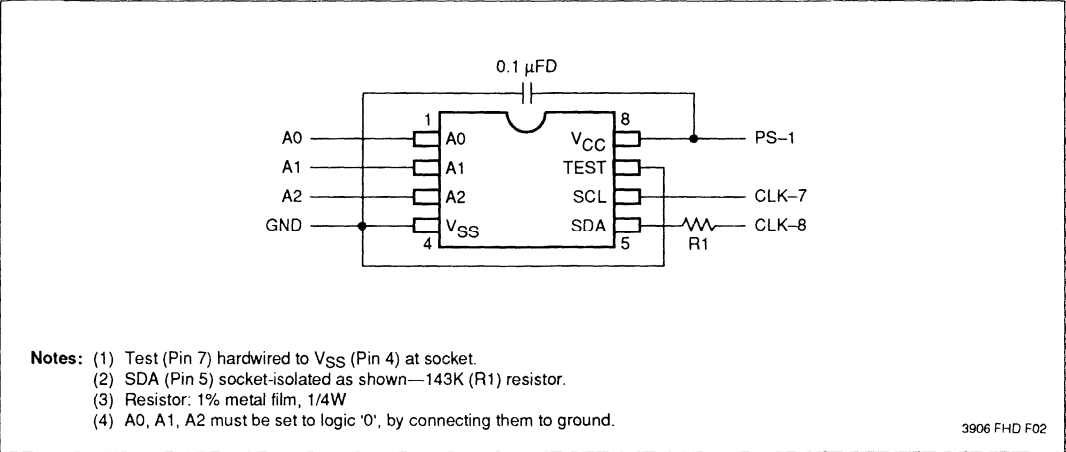 0.1 µFD
1 8
A0 A0 VCC PS–1
A1 A1 TEST
A2 A2 SCL CLK–7
GND VSS SDA CLK–8
4 5 R1
Notes: (1) Test (Pin 7) hardwired to VSS (Pin 4) at socket.
(2) SDA (Pin 5) socket-isolated as shown—143K (R1) resistor.
(3) Resistor: 1% metal film, 1/4W
(4) A0, A1, A2 must be set to logic '0', by connecting them to ground.
3906 FHD F02